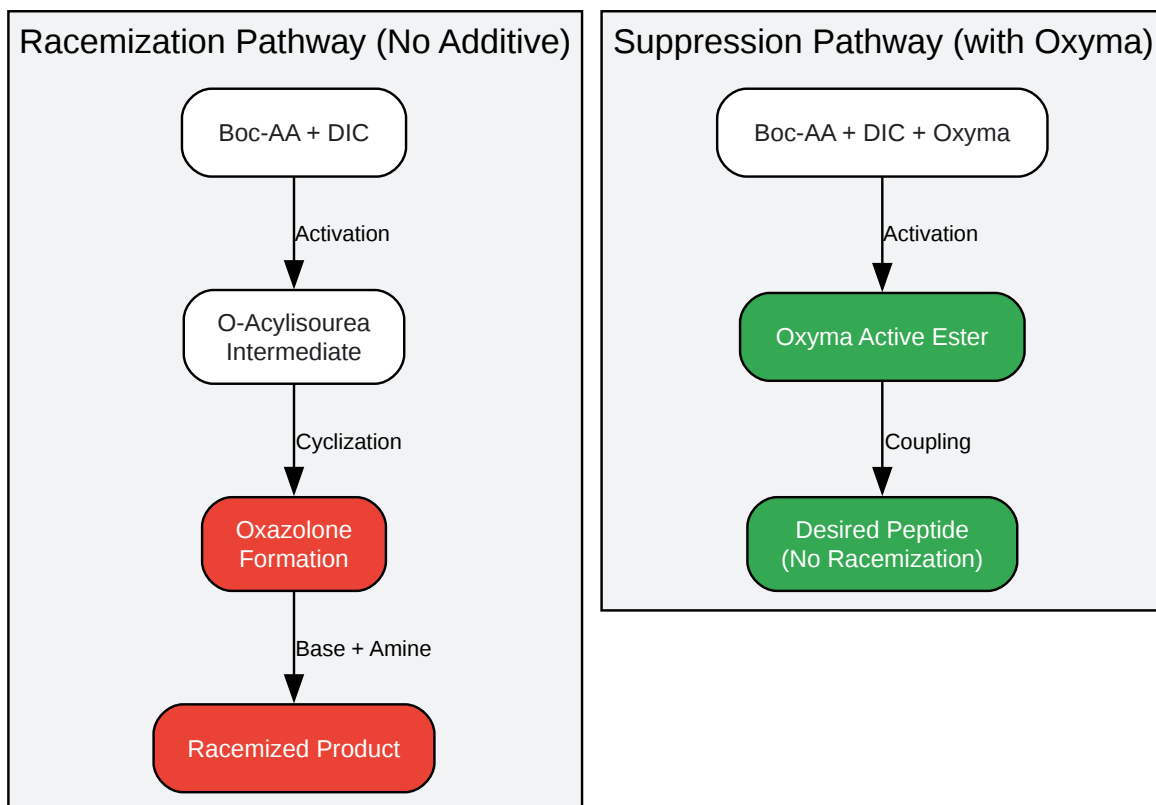 Racemization Pathway (No Additive)
Boc-AA + DIC
Activation
O-Acylisourea
Intermediate
Cyclization
Oxazolone
Formation
Base + Amine
Racemized Product
Suppression Pathway (with Oxyma)
Boc-AA + DIC + Oxyma
Activation
Oxyma Active Ester
Coupling
Desired Peptide
(No Racemization)